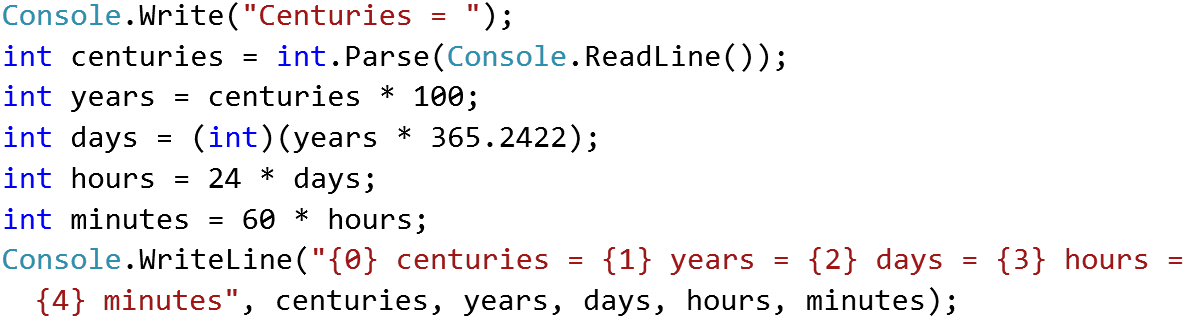 Console.Write("Centuries = ");
int centuries = int.Parse(Console.ReadLine());
int years = centuries * 100;
int days = (int)(years * 365.2422);
int hours = 24 * days;
int minutes = 60 * hours;
Console.WriteLine("{0} centuries = {1} years = {2} days = {3} hours =
{4} minutes", centuries, years, days, hours, minutes);